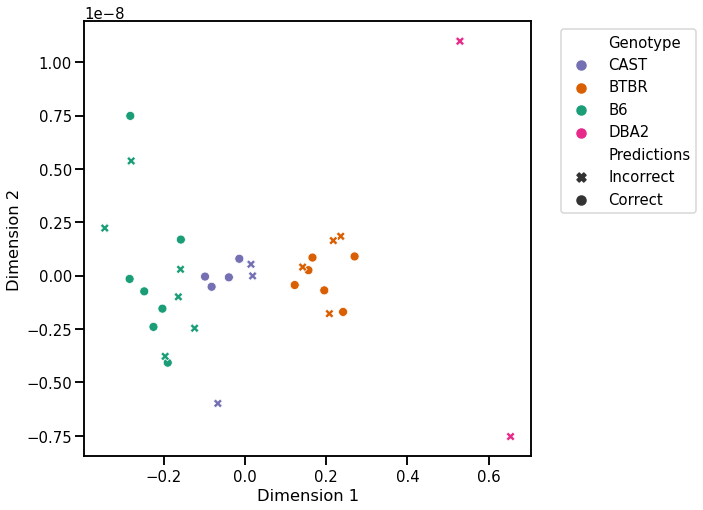 1e−8
1.00
0.75
0.50
0.25
0.00
−0.25
−0.50
−0.75
Dimension 2
−0.2
0.0
0.2
0.4
0.6
Dimension 1
Genotype
CAST
BTBR
B6
DBA2
Predictions
Incorrect
Correct